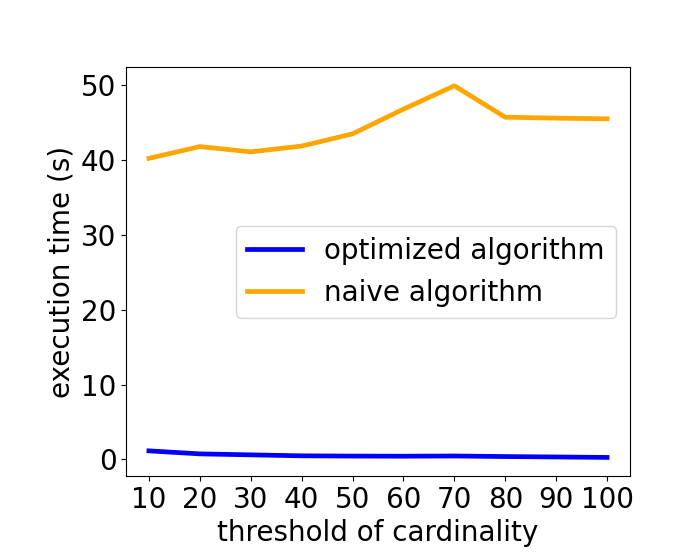 50
40
30
20
10
0
execution time (s)
optimized algorithm
naive algorithm
10 20 30 40 50 60 70 80 90 100
threshold of cardinality